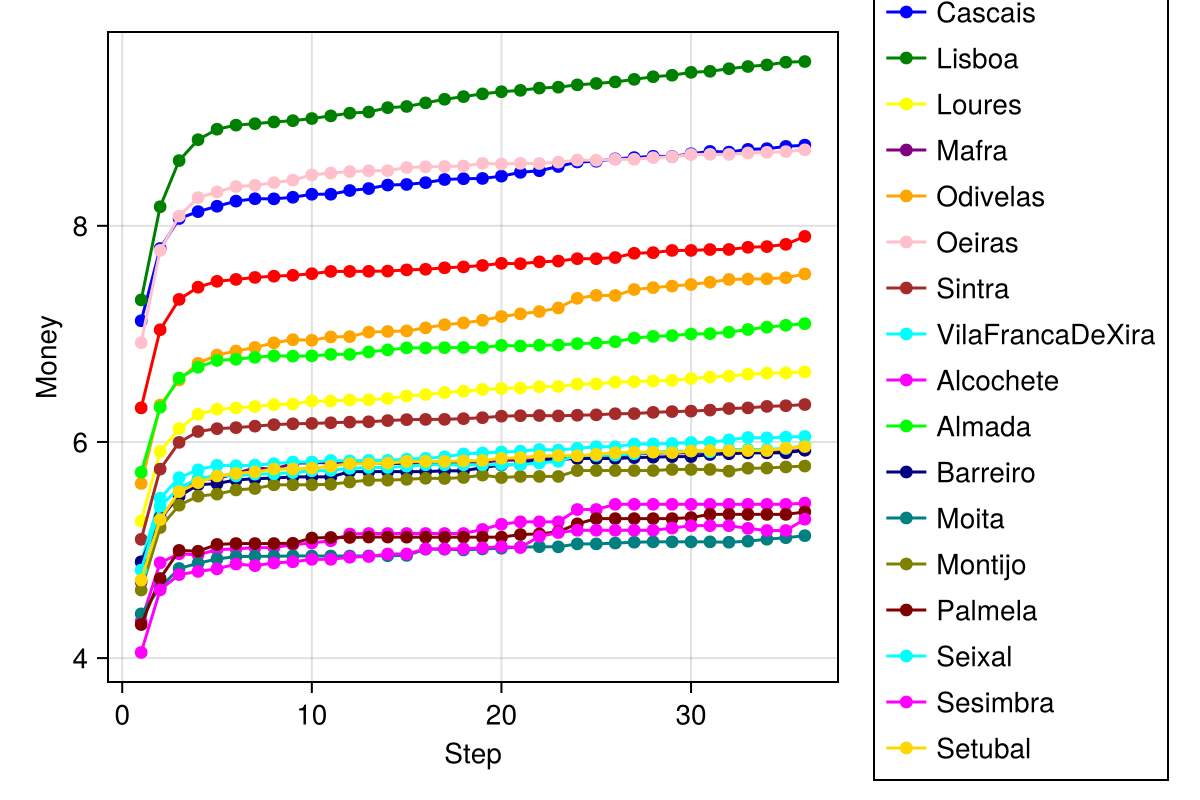 Cascais
Lisboa
Loures
Mafra
Odivelas
Oeiras
Sintra
VilaFrancaDeXira
Alcochete
Almada
Barreiro
Moita
Montijo
Palmela
Seixal
Sesimbra
Setubal
8
6
4
Money
0 10 20 30
Step